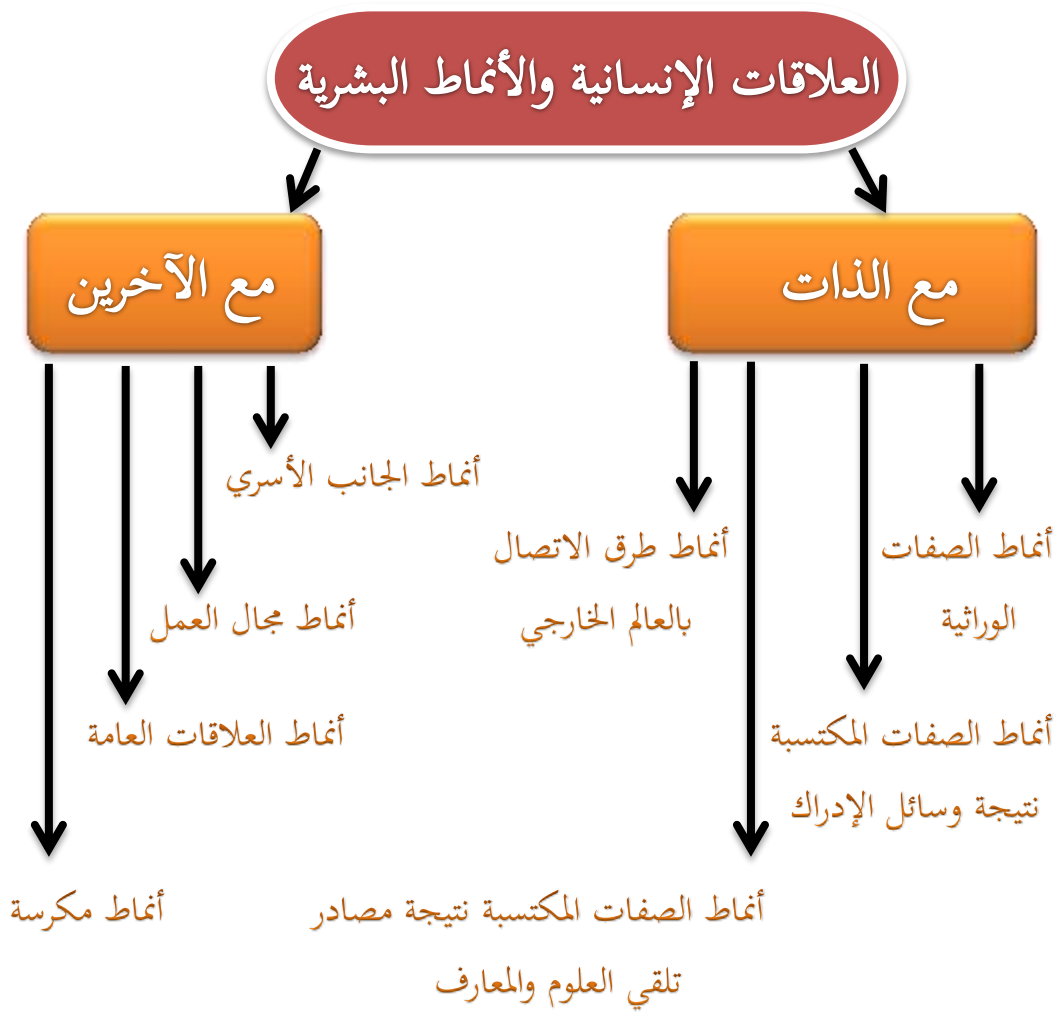 العلاقات الإنسانية والأنماط البشرية
مع الذات
مع الآخرين
أنماط الصفات
الوراثية
أنماط الصفات المكتسبة
نتيجة وسائل الإدراك
أنماط الصفات المكتسبة نتيجة مصادر
تلقي العلوم والمعارف
أنماط طرق الاتصال
بالعالم الخارجي
أنماط الجانب الأسري
أنماط مجال العمل
أنماط العلاقات العامة
أنماط مكرسة